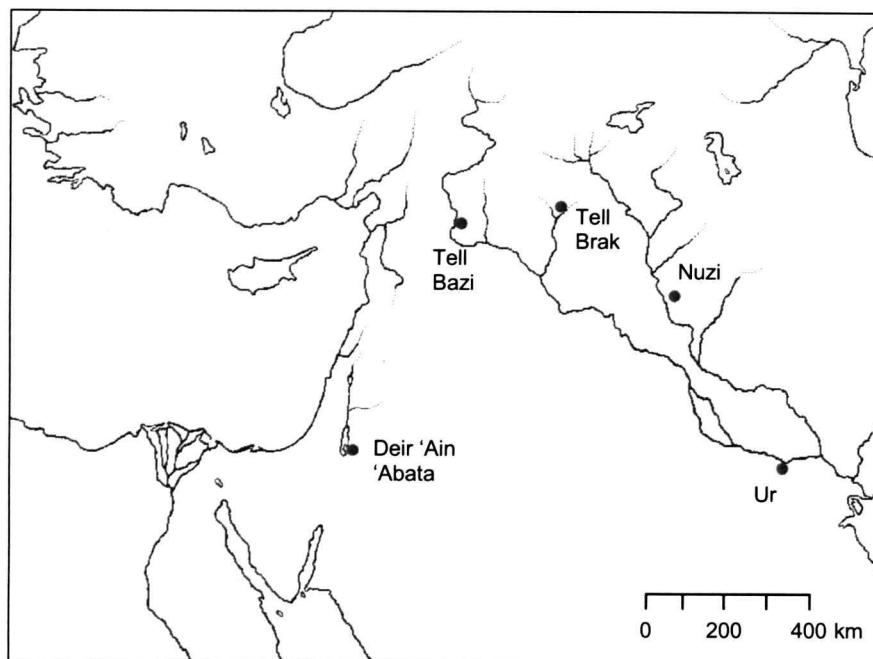 Tell
Brak
Tell
Bazi
Nuzi
Deir ‘Ain
‘Abata
Ur
0 200 400 km